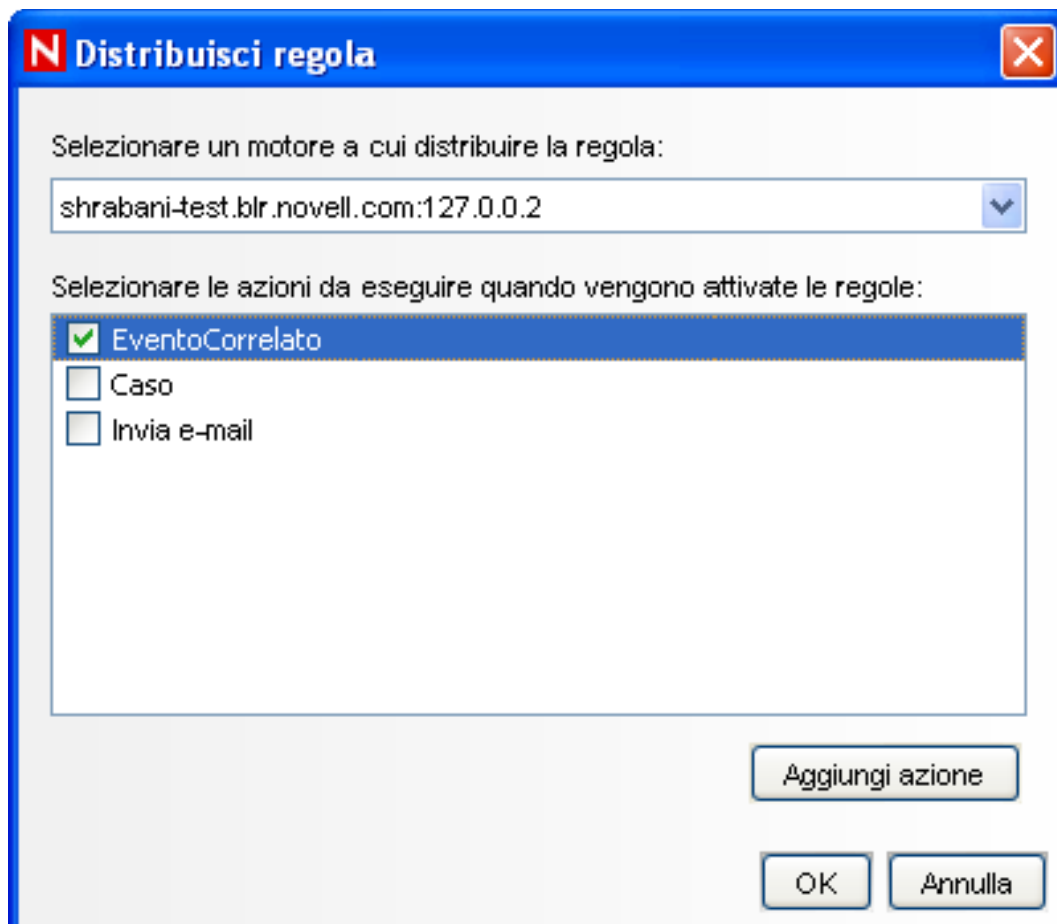 N Distribuisci regola
Selezionare un motore a cui distribuire la regola:
shrabani-test.blr.novell.com:127.0.0.2
Selezionare le azioni da eseguire quando vengono attivate le regole:
EventoCorrelato
Caso
Invia e-mail
Aggiungi azione
OK Annulla